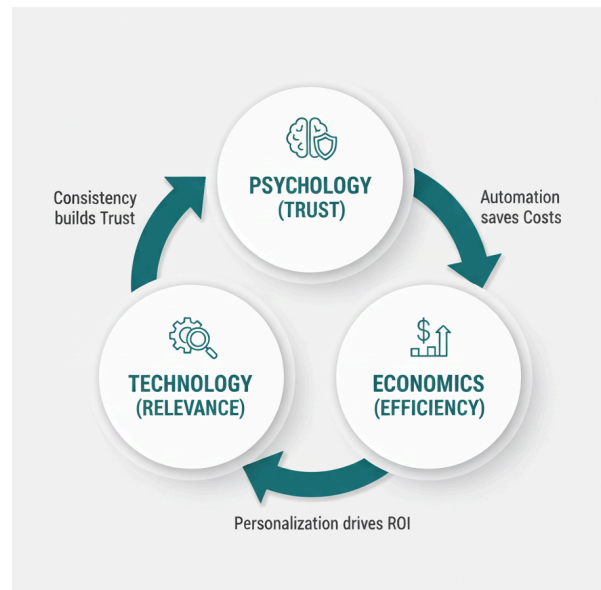 PSYCHOLOGY
(TRUST)
Consistency
builds Trust
Automation
saves Costs
$
TECHNOLOGY
(RELEVANCE)
ECONOMICS
(EFFICIENCY)
Personalization drives ROI